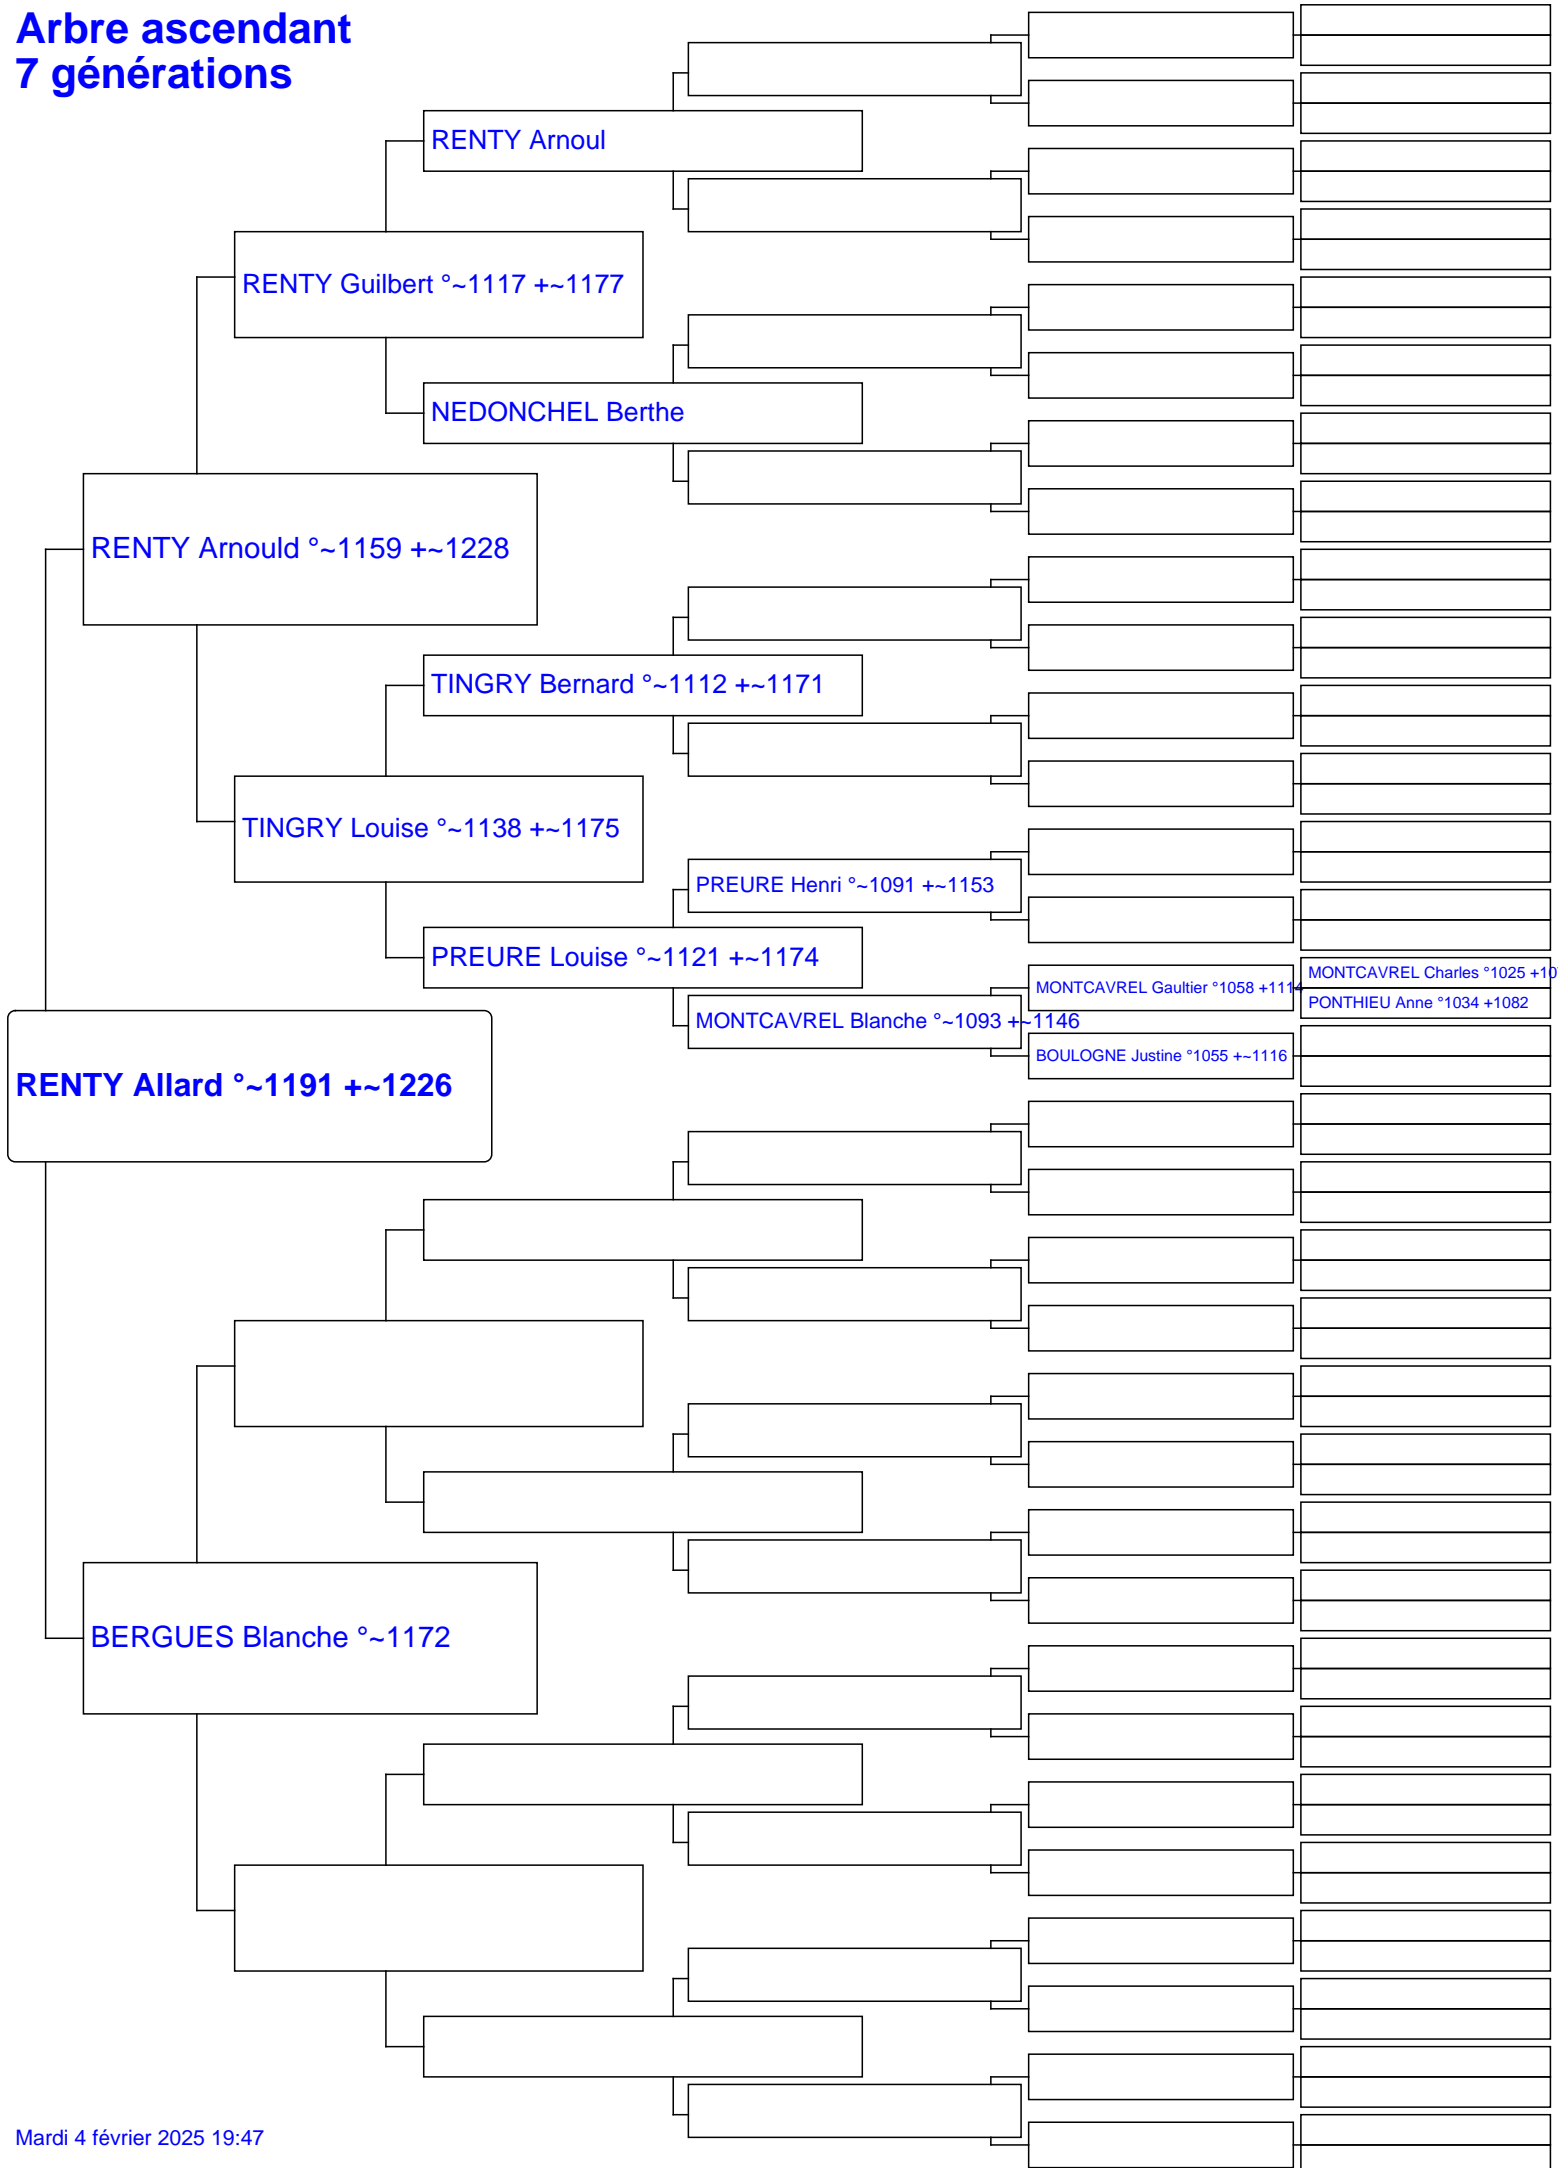 Arbre ascendant
7 générations
RENTY Arnoul
RENTY Guilbert °~1117 +~1177
NEDONCHEL Berthe
RENTY Arnould °~1159 +~1228
TINGRY Bernard °~1112 +~1171
TINGRY Louise °~1138 +~1175
PREURE Henri °~1091 +~1153
PREURE Louise °~1121 +~1174
MONTCAVREL Charles °1025 +10
MONTCAVREL Gaultier °1058 +1114
PONTHIEU Anne °1034 +1082
MONTCAVREL Blanche °~1093 +~1146
BOULOGNE Justine °1055 +~1116
RENTY Allard °~1191 +~1226
BERGUES Blanche °~1172
Mardi 4 février 2025 19:47